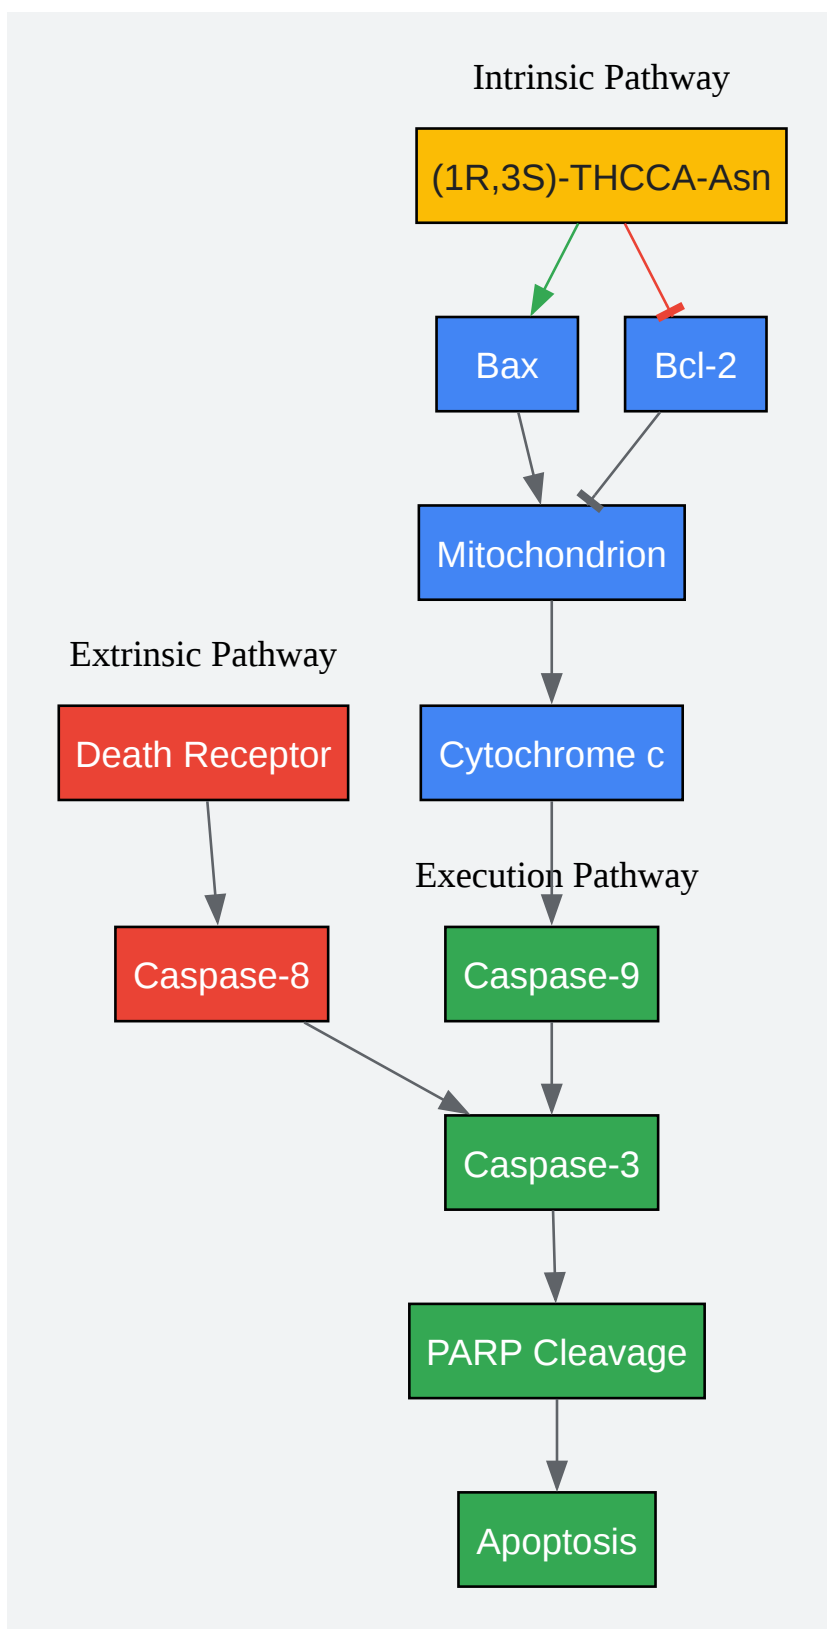 Intrinsic Pathway
(1R,3S)-THCCA-Asn
Bax
Bcl-2
Mitochondrion
Extrinsic Pathway
Death Receptor
Cytochrome c
Execution Pathway
Caspase-8
Caspase-9
Caspase-3
PARP Cleavage
Apoptosis